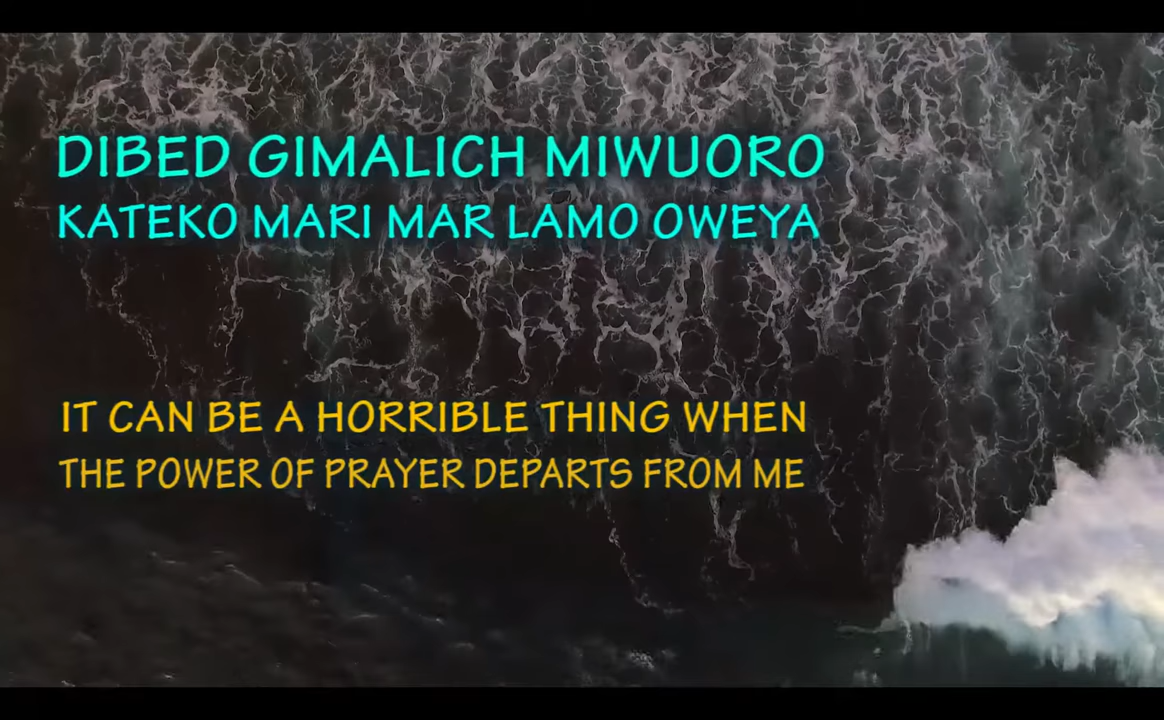 DIBED GIMALICH MIWUORO
KATEKO MARI MAR LAMO OWEYA
IT CAN BE A HORRIBLE THING WHEN
THE POWER OF PRAYER DEPARTS FROM ME